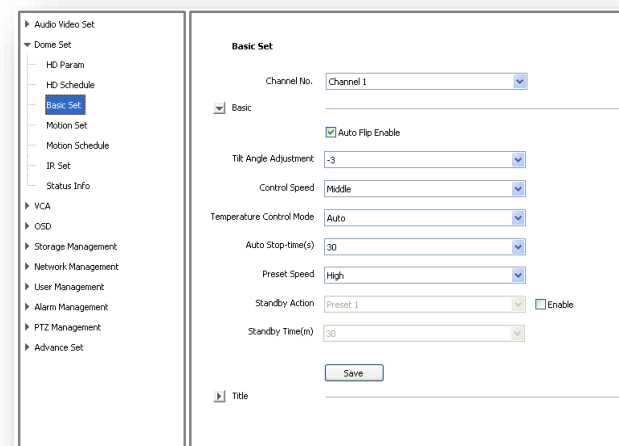 Audio Video Set
Dome Set
HD Param
HD Schedule
Basic Set
Motion Set
Motion Schedule
IR Set
Status Info
VCA
OSD
Storage Management
Network Management
User Management
Alarm Management
PTZ Management
Advance Set
Basic Set
Channel No. Channel 1
Basic
Auto Flip Enable
Tilt Angle Adjustment -3
Control Speed Middle
Temperature Control Mode Auto
Auto Stop-time(s) 30
Preset Speed High
Standby Action Preset 1 Enable
Standby Time(m) 30
Save
Title